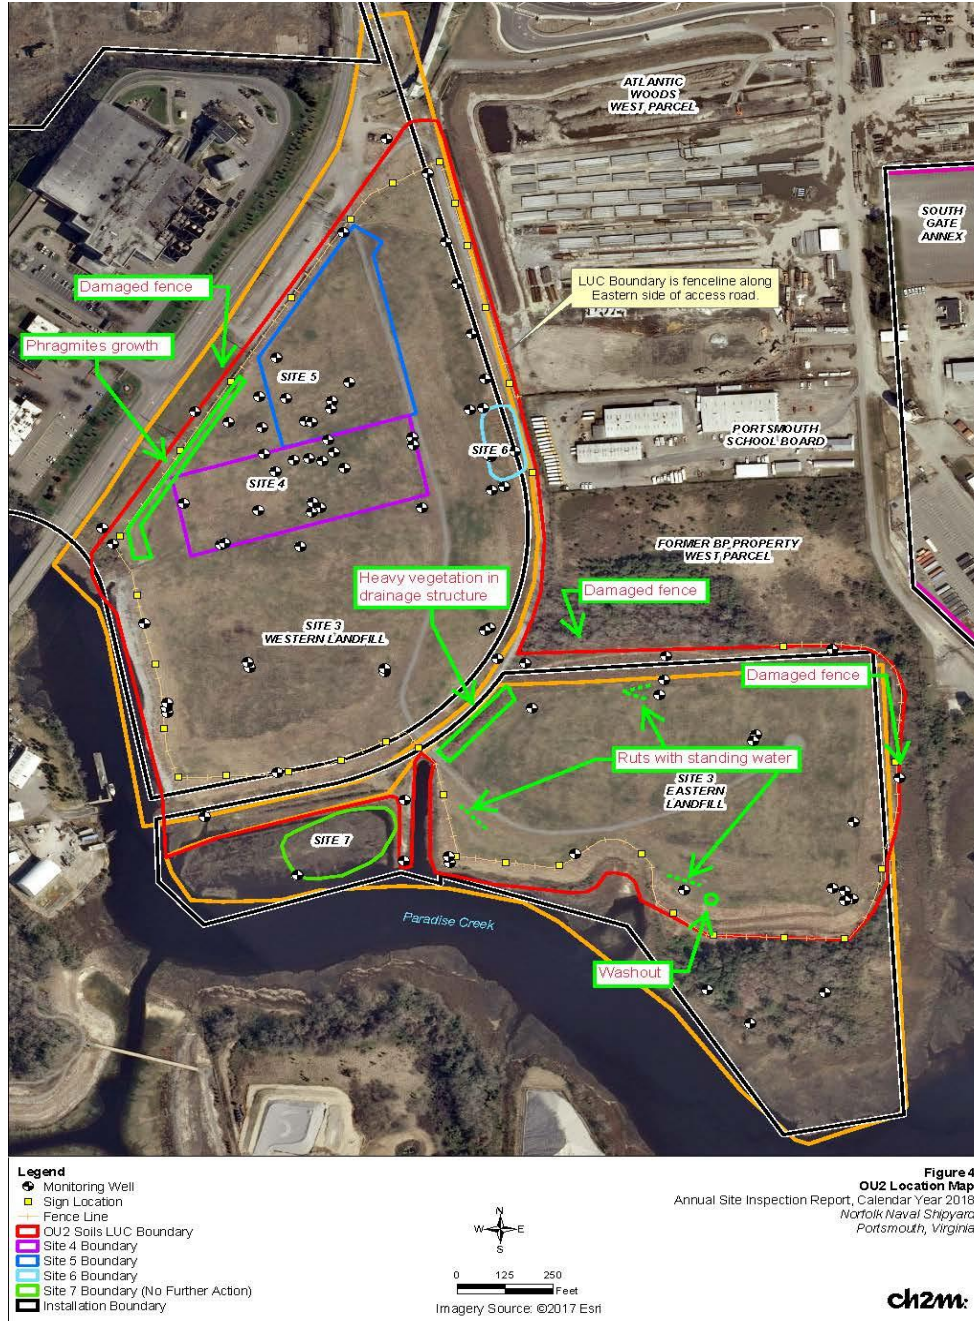 ATLANTIC
WOODS
WEST PARCEL
SOUTH
GATE
ANNEX
LUC Boundary is fenceline along
Eastern side of access road.
Damaged fence
Phragmites growth
SITE 5
SITE 6
PORTSMOUTH
SCHOOL BOARD
SITE 4
FORMER BP PROPERTY
WEST PARCEL
Heavy vegetation in
drainage structure
Damaged fence
SITE 3
WESTERN LANDFILL
Damaged fence
Ruts with standing water
SITE 3
EASTERN
LANDFILL
SITE 7
Paradise Creek
Washout
Legend
Monitoring Well
Sign Location
Fence Line
OU2 Soils LUC Boundary
Site 4 Boundary
Site 5 Boundary
Site 6 Boundary
Site 7 Boundary (No Further Action)
Installation Boundary
N
W E
S
0 125 250
Feet
Imagery Source: ©2017 Esri
Figure 4
OU2 Location Map
Annual Site Inspection Report, Calendar Year 2018
Norfolk Naval Shipyard
Portsmouth, Virginia
ch2m: